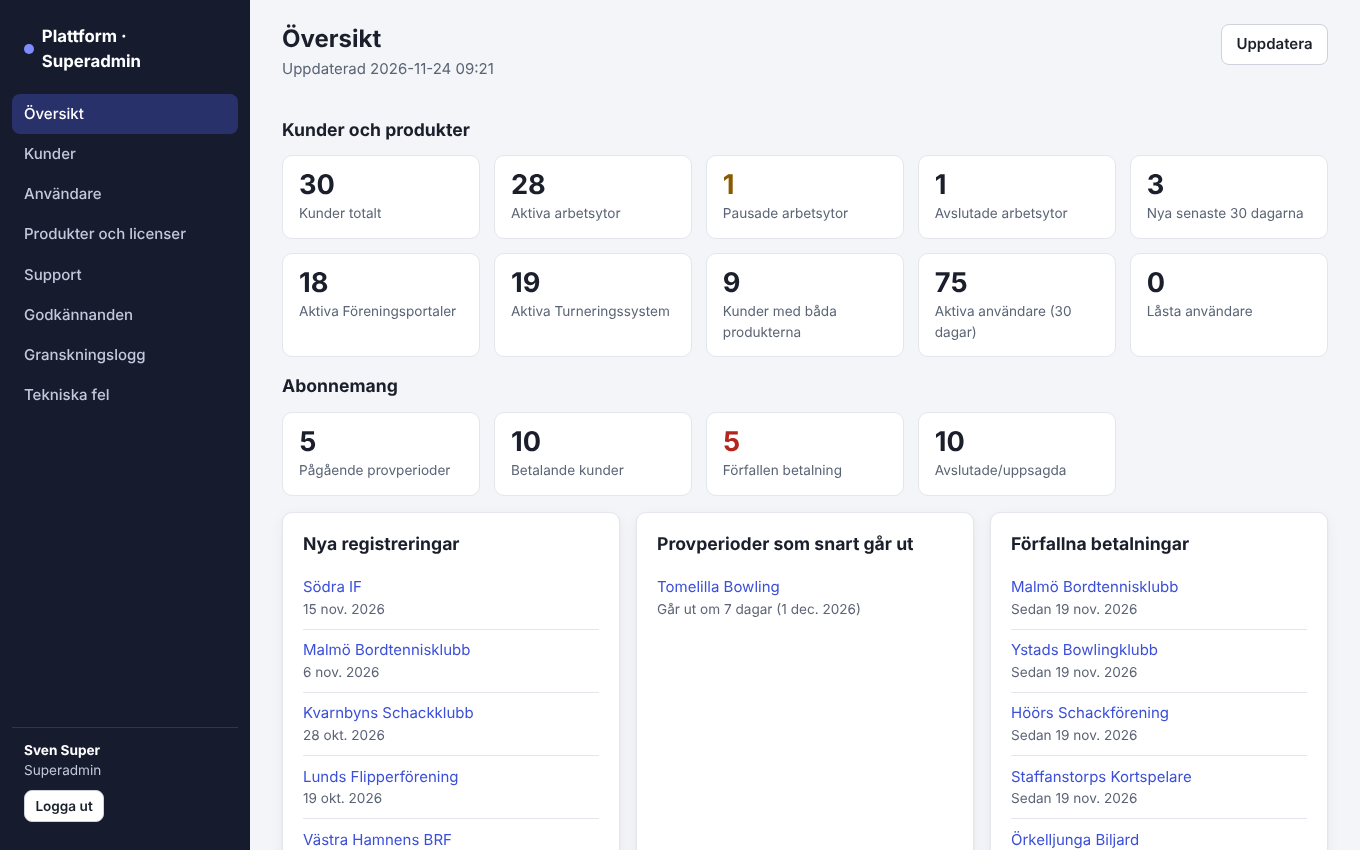 Plattform ·
Superadmin
Översikt
Kunder
Användare
Produkter och licenser
Support
Godkännanden
Granskningslogg
Tekniska fel
Sven Super
Superadmin
Logga ut
Översikt
Uppdaterad 2026-11-24 09:21
Uppdatera
Kunder och produkter
30
Kunder totalt
28
Aktiva arbetsytor
1
Pausade arbetsytor
1
Avslutade arbetsytor
3
Nya senaste 30 dagarna
18
Aktiva Föreningsportaler
19
Aktiva Turneringssystem
9
Kunder med båda
produkterna
75
Aktiva användare (30
dagar)
0
Låsta användare
Abonnemang
5
Pågående provperioder
10
Betalande kunder
5
Förfallen betalning
10
Avslutade/uppsagda
Nya registreringar
Södra IF
15 nov. 2026
Malmö Bordtennisklubb
6 nov. 2026
Kvarnbyns Schackklubb
28 okt. 2026
Lunds Flipperförening
19 okt. 2026
Västra Hamnens BRF
Provperioder som snart går ut
Tomelilla Bowling
Går ut om 7 dagar (1 dec. 2026)
Förfallna betalningar
Malmö Bordtennisklubb
Sedan 19 nov. 2026
Ystads Bowlingklubb
Sedan 19 nov. 2026
Höörs Schackförening
Sedan 19 nov. 2026
Staffanstorps Kortspelare
Sedan 19 nov. 2026
Örkelljunga Biljard